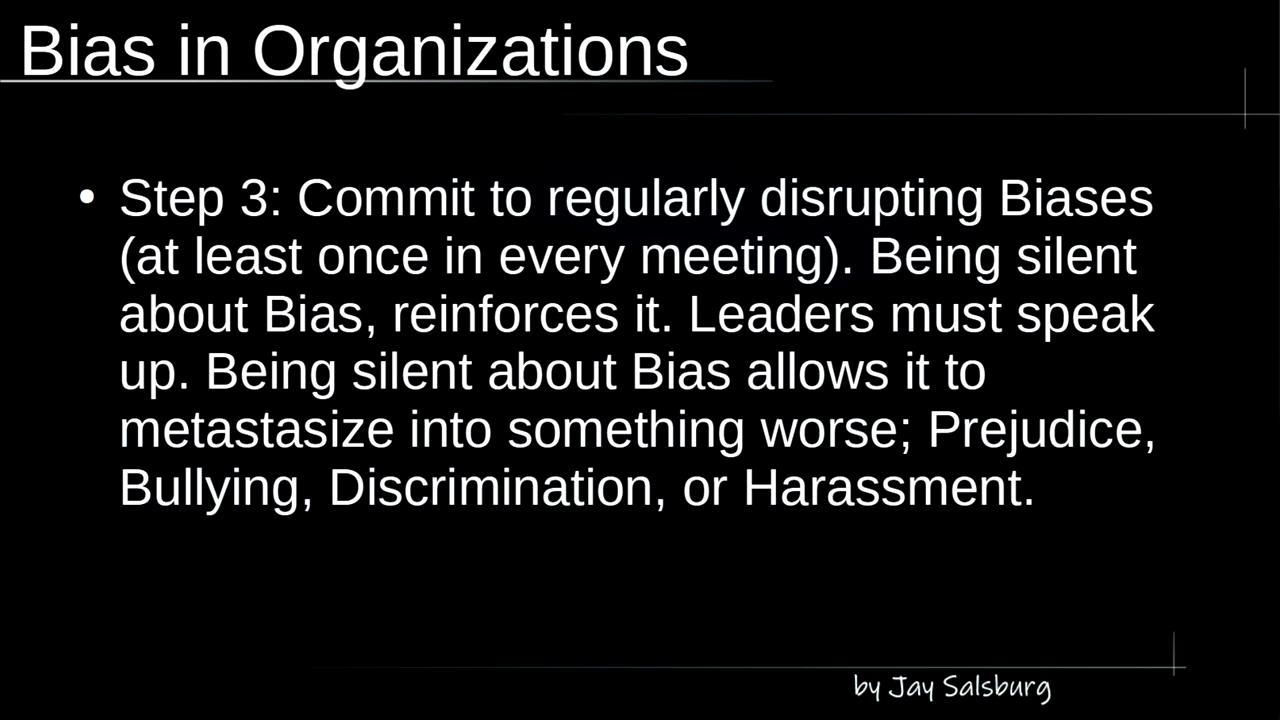 Bias in Organizations
• Step 3: Commit to regularly disrupting Biases
(at least once in every meeting). Being silent
about Bias, reinforces it. Leaders must speak
up. Being silent about Bias allows it to
metastasize into something worse; Prejudice,
Bullying, Discrimination, or Harassment.
by Jay Salsburg